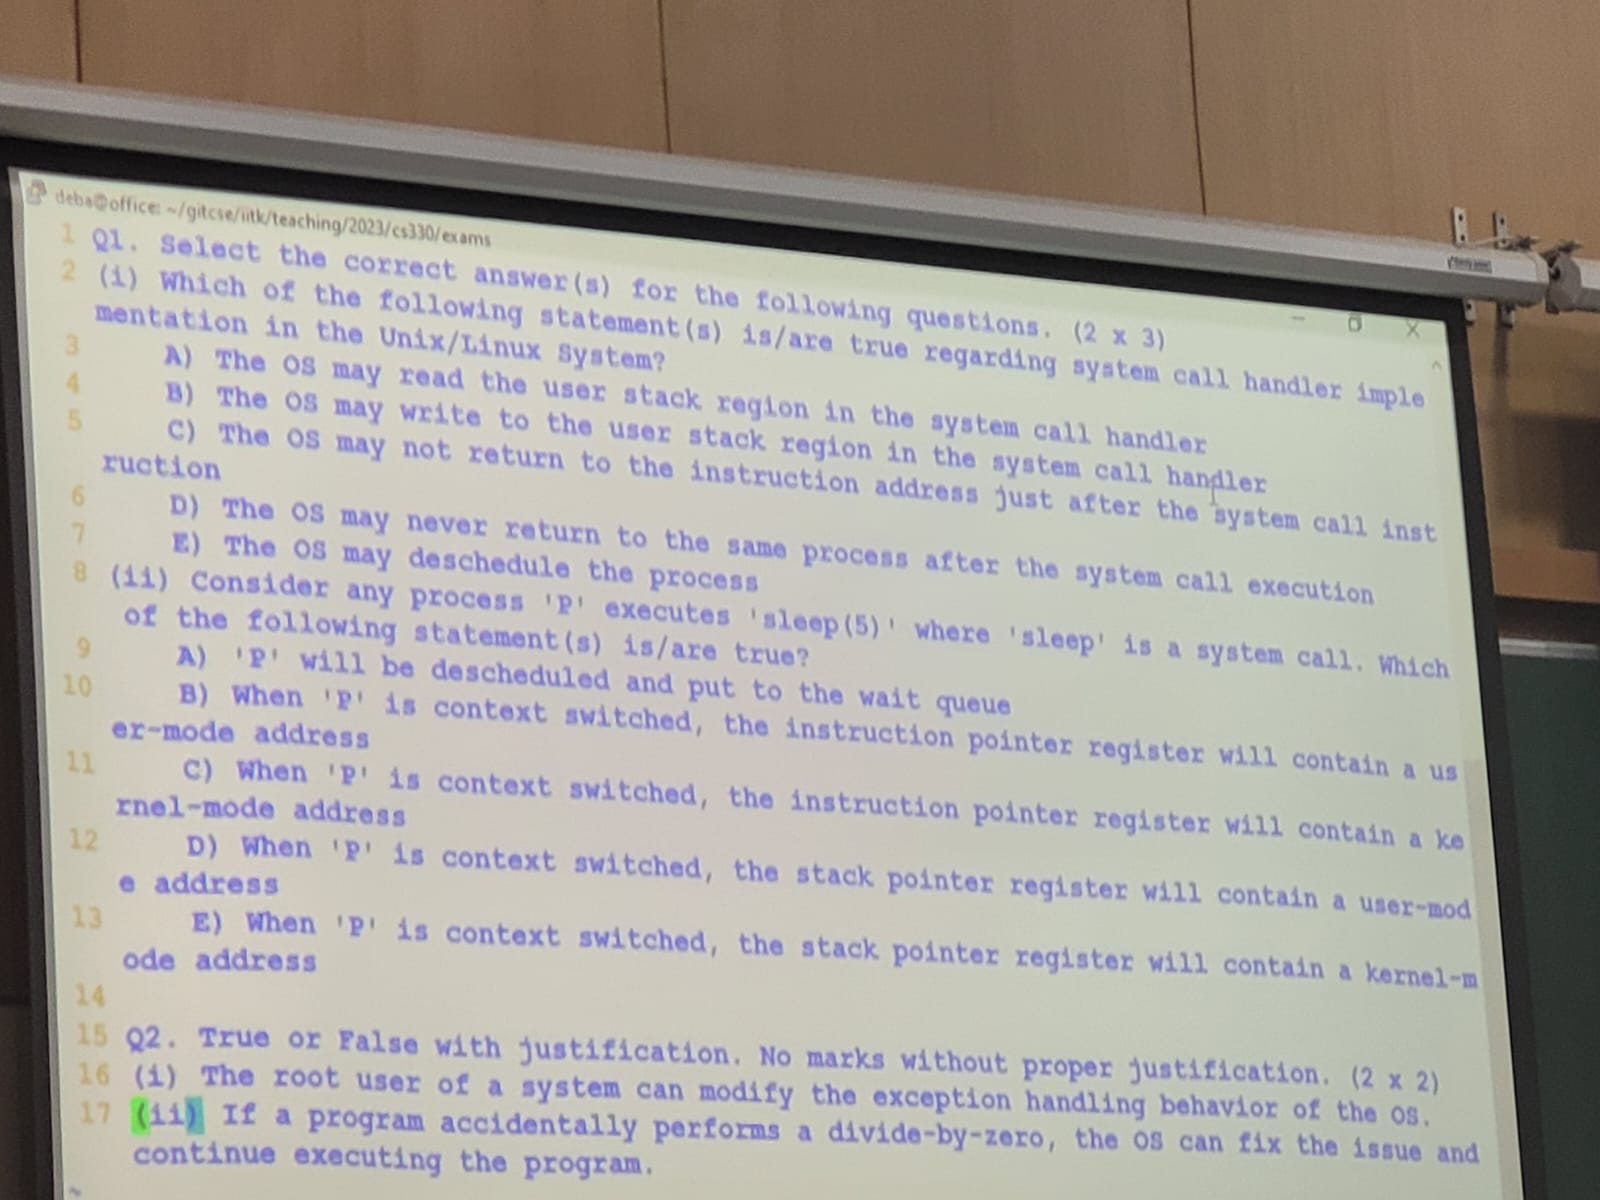 deba@office: ~/gitcse/iitk/teaching/2023/cs330/exams
1 Q1. Select the correct answer(s) for the following questions. (2 x 3)
2 (i) Which of the following statement(s) is/are true regarding system call handler imple
mentation in the Unix/Linux System?
3 A) The OS may read the user stack region in the system call handler
4 B) The OS may write to the user stack region in the system call handler
5 C) The OS may not return to the instruction address just after the system call inst
ruction
6 D) The OS may never return to the same process after the system call execution
7 E) The OS may deschedule the process
8 (ii) Consider any process 'P' executes 'sleep(5)' where 'sleep' is a system call. Which
of the following statement(s) is/are true?
9 A) 'P' will be descheduled and put to the wait queue
10 B) When 'P' is context switched, the instruction pointer register will contain a us
er-mode address
11 C) When 'P' is context switched, the instruction pointer register will contain a ke
rnel-mode address
12 D) When 'P' is context switched, the stack pointer register will contain a user-mod
e address
13 E) When 'P' is context switched, the stack pointer register will contain a kernel-m
ode address
14
15 Q2. True or False with justification. No marks without proper justification. (2 x 2)
16 (i) The root user of a system can modify the exception handling behavior of the OS.
17 (ii) If a program accidentally performs a divide-by-zero, the OS can fix the issue and
continue executing the program.
~